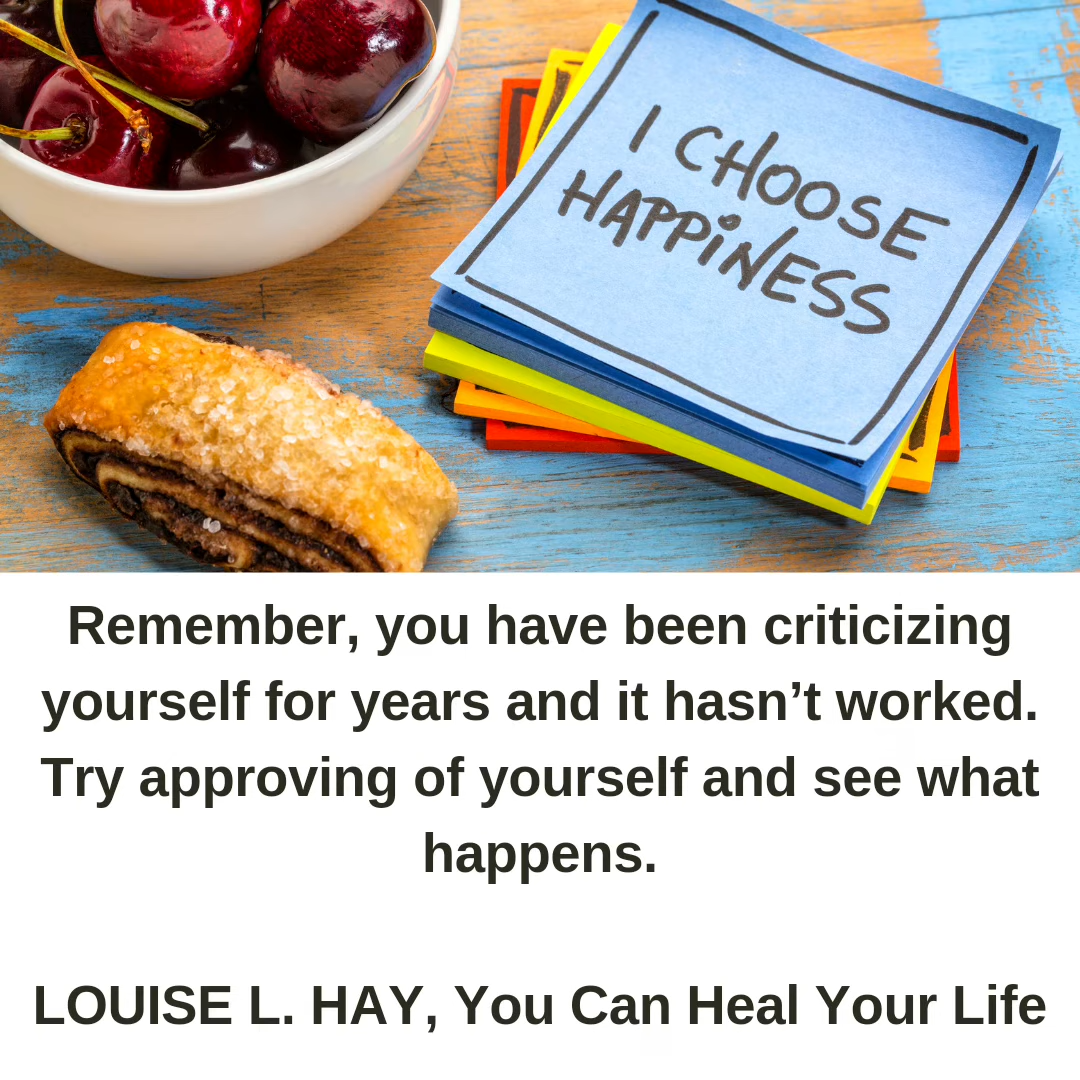 I CHOOSE
HAPPINESS
Remember, you have been criticizing
yourself for years and it hasn’t worked.
Try approving of yourself and see what
happens.
LOUISE L. HAY, You Can Heal Your Life